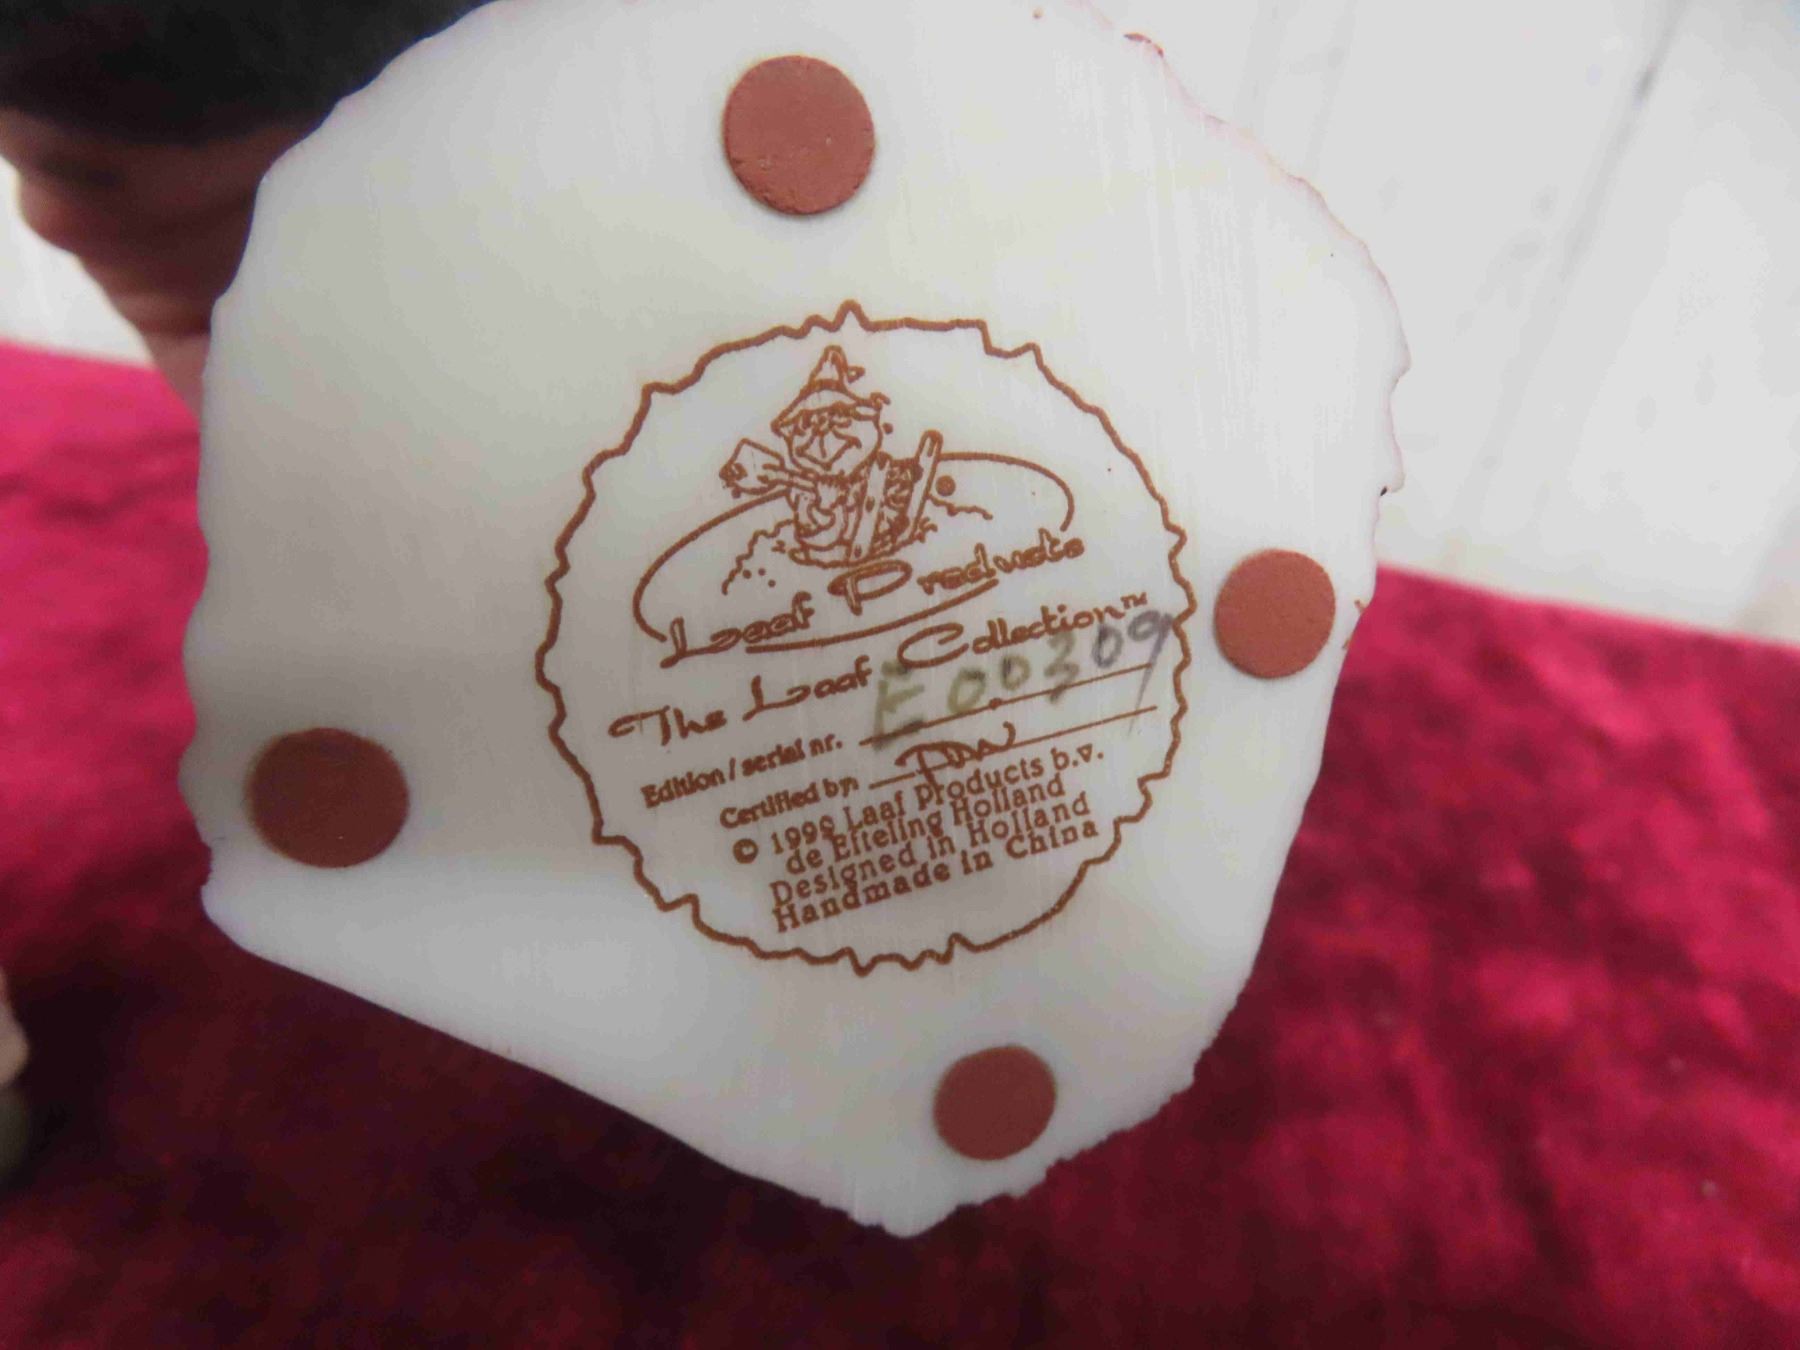 Laaf Products
The Laaf Collection™
Edition / serial nr. E00309
Certified by:
© 1998 Laaf Products b.v.
de Efteling Holland
Designed in Holland
Handmade in China